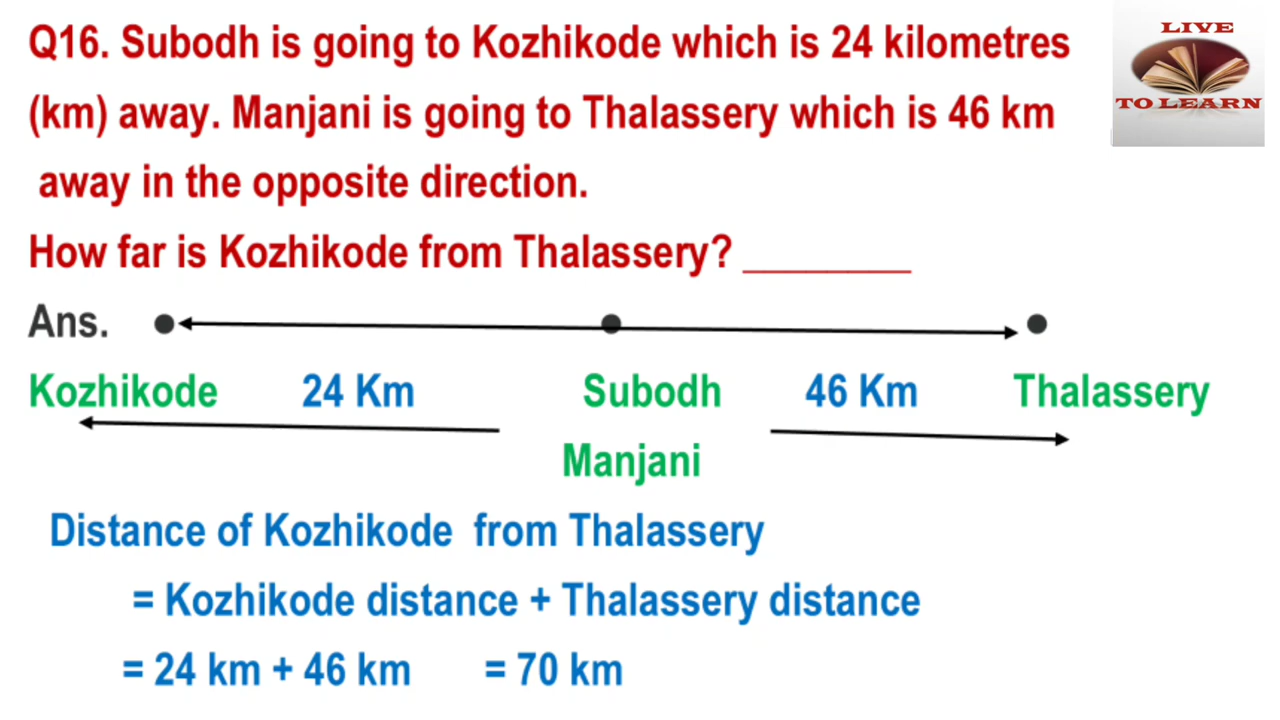 Q16. Subodh is going to Kozhikode which is 24 kilometres
(km) away. Manjani is going to Thalassery which is 46 km
away in the opposite direction.
How far is Kozhikode from Thalassery? ________
Ans.
Kozhikode 24 Km Subodh 46 Km Thalassery
Manjani
Distance of Kozhikode from Thalassery
= Kozhikode distance + Thalassery distance
= 24 km + 46 km = 70 km
LIVE
TO LEARN